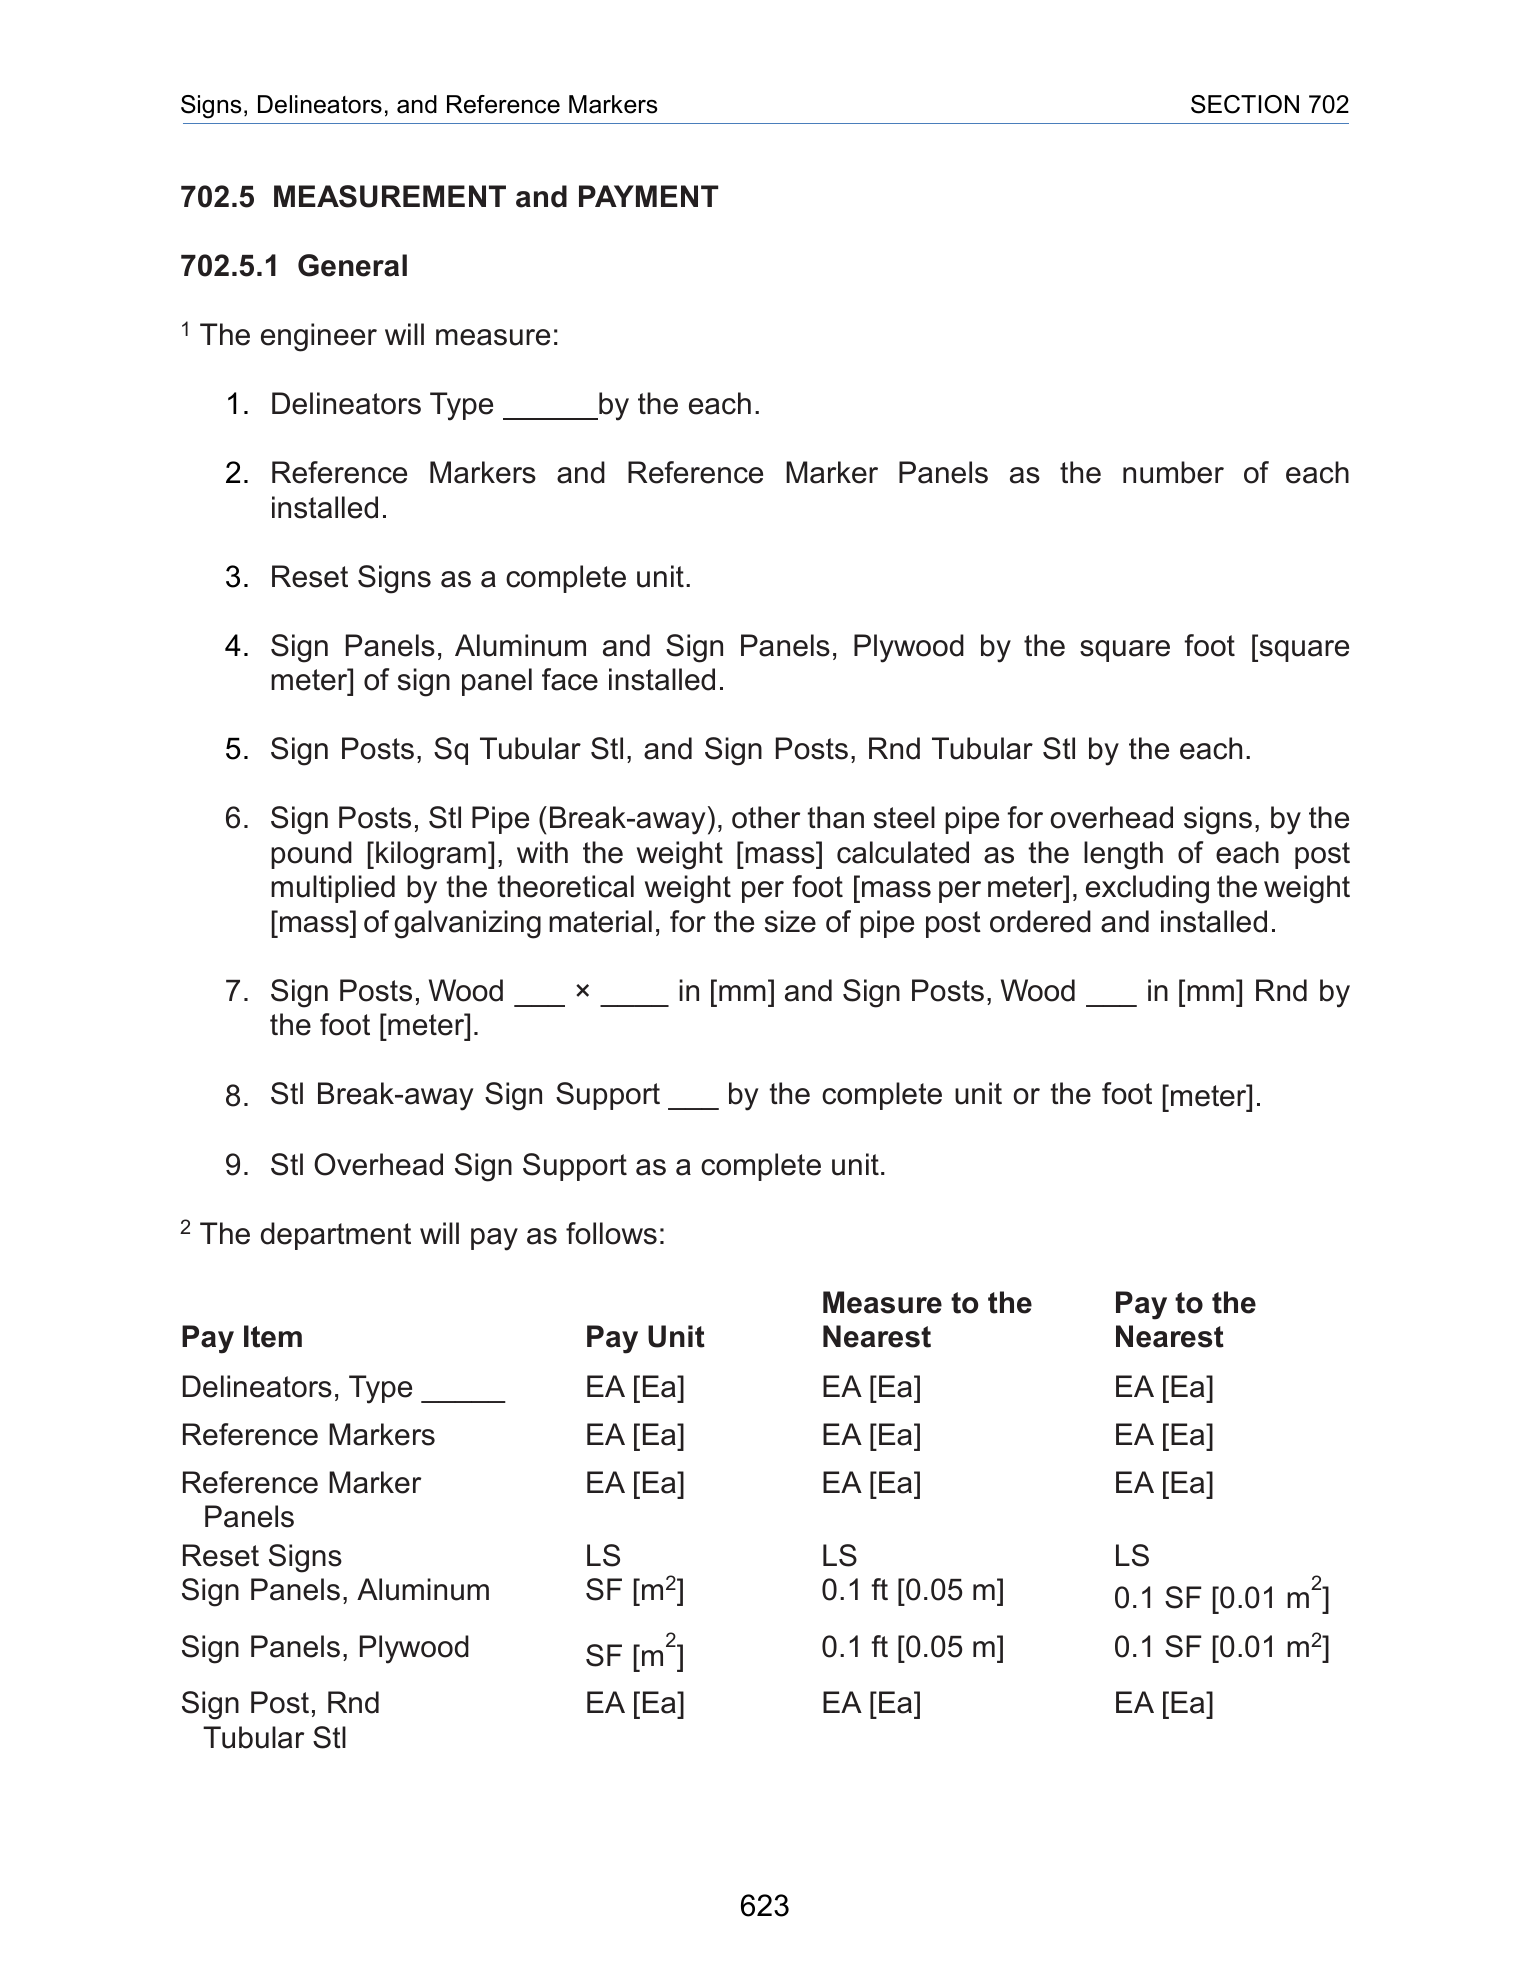 Signs, Delineators, and Reference Markers SECTION 702
702.5 MEASUREMENT and PAYMENT
702.5.1 General
1 The engineer will measure:
1. Delineators Type ______by the each.
2. Reference Markers and Reference Marker Panels as the number of each
installed.
3. Reset Signs as a complete unit.
4. Sign Panels, Aluminum and Sign Panels, Plywood by the square foot [square
meter] of sign panel face installed.
5. Sign Posts, Sq Tubular Stl, and Sign Posts, Rnd Tubular Stl by the each.
6. Sign Posts, Stl Pipe (Break-away), other than steel pipe for overhead signs, by the
pound [kilogram], with the weight [mass] calculated as the length of each post
multiplied by the theoretical weight per foot [mass per meter], excluding the weight
[mass] of galvanizing material, for the size of pipe post ordered and installed.
7. Sign Posts, Wood ___ × ____ in [mm] and Sign Posts, Wood ___ in [mm] Rnd by
the foot [meter].
8. Stl Break-away Sign Support ___ by the complete unit or the foot [meter].
9. Stl Overhead Sign Support as a complete unit.
2 The department will pay as follows:
Measure to the Pay to the
Pay Item Pay Unit Nearest Nearest
Delineators, Type _____ EA [Ea] EA [Ea] EA [Ea]
Reference Markers EA [Ea] EA [Ea] EA [Ea]
Reference Marker EA [Ea] EA [Ea] EA [Ea]
Panels
Reset Signs LS LS LS
Sign Panels, Aluminum SF [m2] 0.1 ft [0.05 m] 0.1 SF [0.01 m2]
Sign Panels, Plywood SF [m2] 0.1 ft [0.05 m] 0.1 SF [0.01 m2]
Sign Post, Rnd EA [Ea] EA [Ea] EA [Ea]
Tubular Stl
623